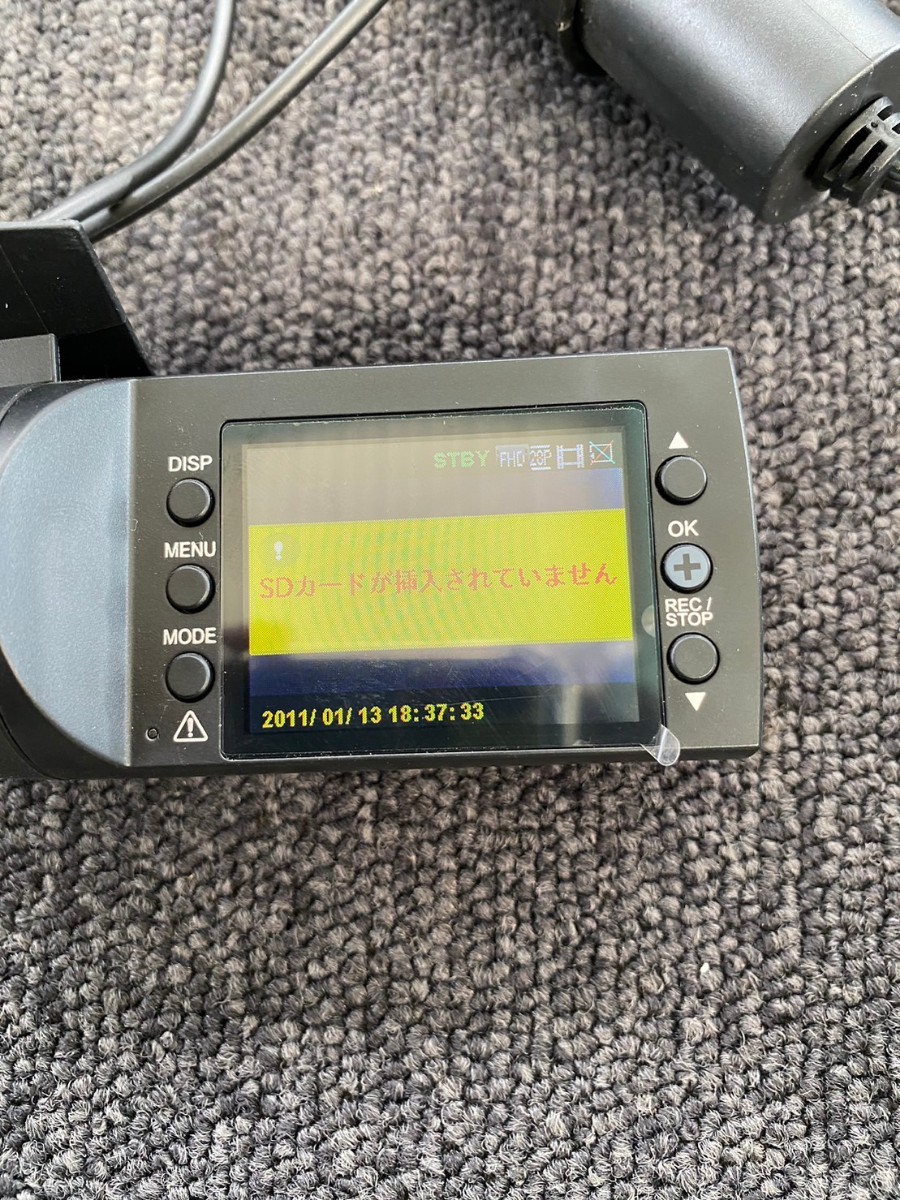 DISP
MENU
MODE
STBY FHD 28P
SDカードが挿入されていません
2011/01/13 18:37:33
OK
REC/
STOP